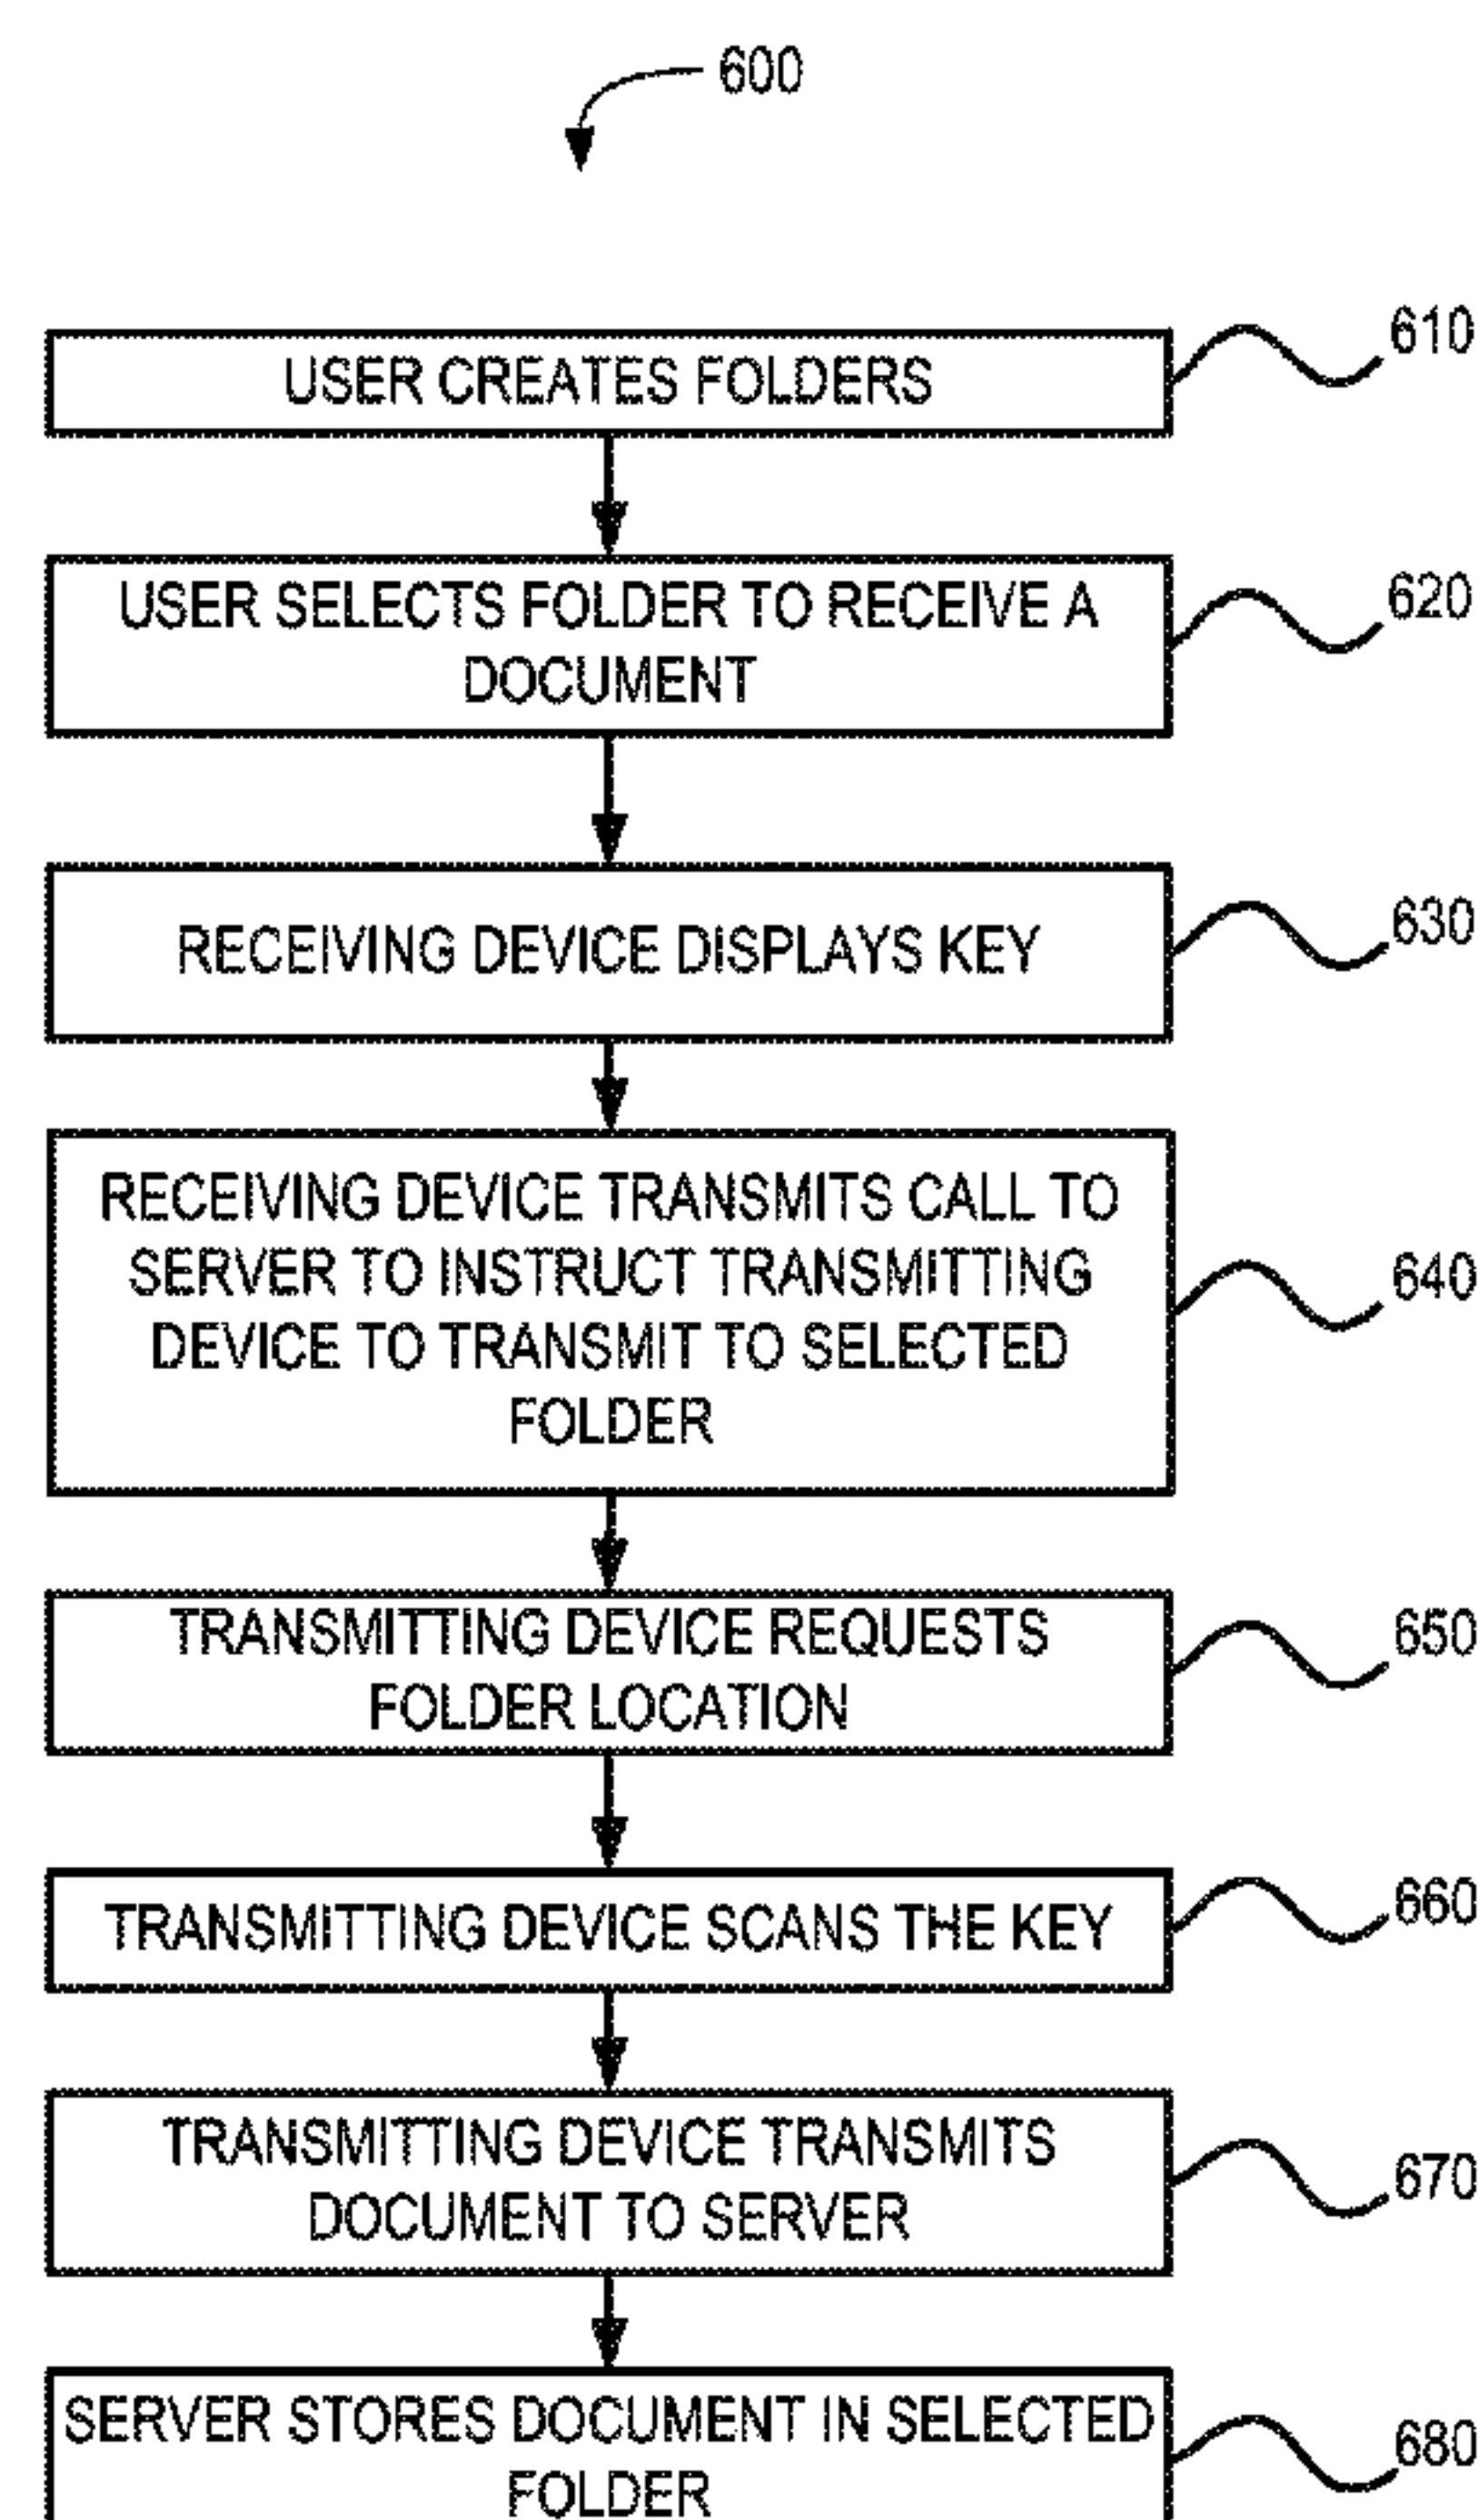 600
USER CREATES FOLDERS
610
USER SELECTS FOLDER TO RECEIVE A
DOCUMENT
620
RECEIVING DEVICE DISPLAYS KEY
630
RECEIVING DEVICE TRANSMITS CALL TO
SERVER TO INSTRUCT TRANSMITTING
DEVICE TO TRANSMIT TO SELECTED
FOLDER
640
TRANSMITTING DEVICE REQUESTS
FOLDER LOCATION
650
TRANSMITTING DEVICE SCANS THE KEY
660
TRANSMITTING DEVICE TRANSMITS
DOCUMENT TO SERVER
670
SERVER STORES DOCUMENT IN SELECTED
FOLDER
680